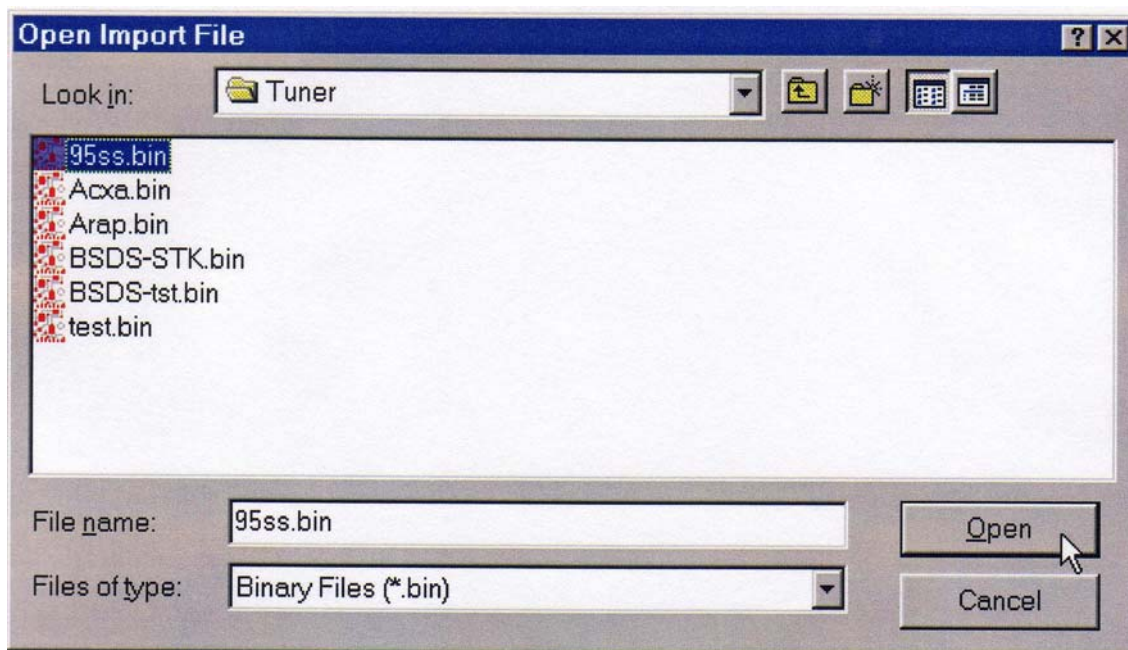 Open Import File
Look in:
Tuner
95ss.bin
Acxa.bin
Arap.bin
BSDS-STK.bin
BSDS-tst.bin
test.bin
File name:
95ss.bin
Open
Files of type:
Binary Files (*.bin)
Cancel